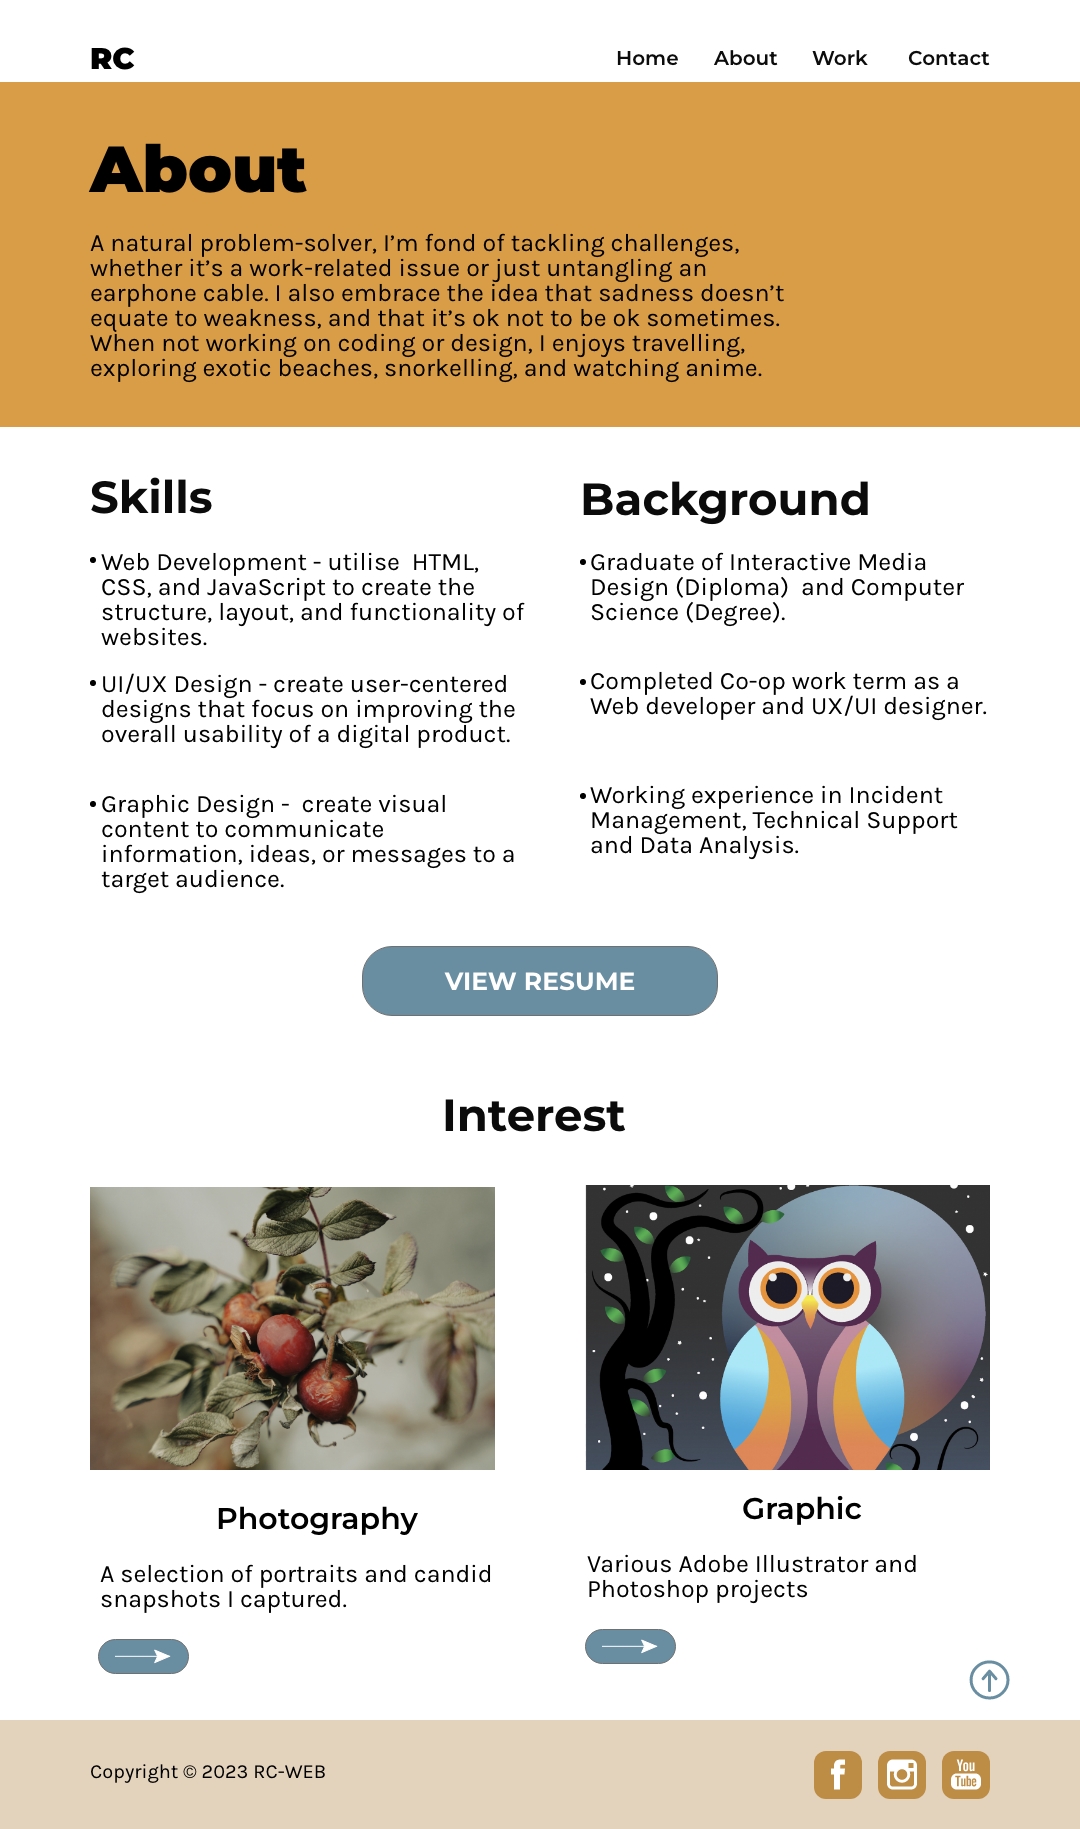 RC
Home About Work Contact
About
A natural problem-solver, I’m fond of tackling challenges,
whether it’s a work-related issue or just untangling an
earphone cable. I also embrace the idea that sadness doesn’t
equate to weakness, and that it’s ok not to be ok sometimes.
When not working on coding or design, I enjoys travelling,
exploring exotic beaches, snorkelling, and watching anime.
Skills
• Web Development - utilise  HTML,
CSS, and JavaScript to create the
structure, layout, and functionality of
websites.
• UI/UX Design - create user-centered
designs that focus on improving the
overall usability of a digital product.
• Graphic Design -  create visual
content to communicate
information, ideas, or messages to a
target audience.
Background
• Graduate of Interactive Media
Design (Diploma)  and Computer
Science (Degree).
• Completed Co-op work term as a
Web developer and UX/UI designer.
• Working experience in Incident
Management, Technical Support
and Data Analysis.
VIEW RESUME
Interest
Photography
A selection of portraits and candid
snapshots I captured.
Graphic
Various Adobe Illustrator and
Photoshop projects
Copyright © 2023 RC-WEB
f
You
Tube